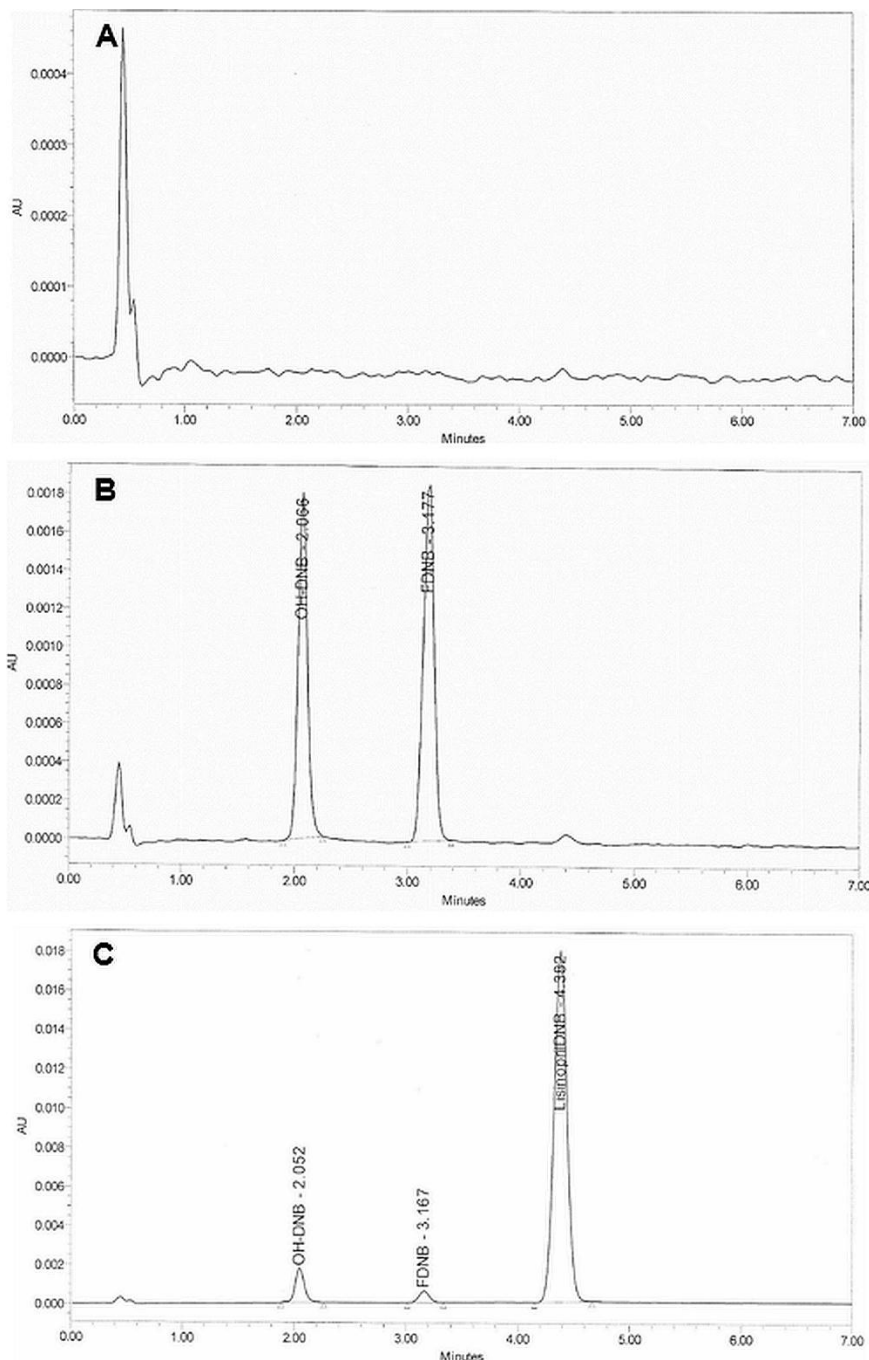 A
0.0004
0.0003
0.0002
0.0001
0.0000
AU
0.00 1.00 2.00 3.00 4.00 5.00 6.00 7.00
Minutes
B
0.0018
0.0016
0.0014
0.0012
0.0010
0.0008
0.0006
0.0004
0.0002
0.0000
AU
OH-DNB - 2.066
FDNB - 3.177
0.00 1.00 2.00 3.00 4.00 5.00 6.00 7.00
Minutes
C
0.018
0.016
0.014
0.012
0.010
0.008
0.006
0.004
0.002
0.000
AU
OH-DNB - 2.052
FDNB - 3.167
LisinoprilDNB - 4.382
0.00 1.00 2.00 3.00 4.00 5.00 6.00 7.00
Minutes